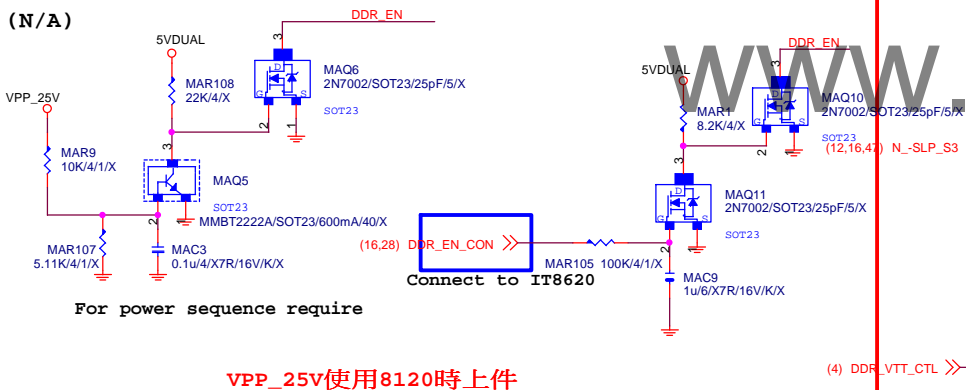 (N/A)
DDR_EN
3
5VDUAL
MAR108
22K/4/X
D
G
S
2
1
MAQ6
2N7002/SOT23/25pF/5/X
SOT23
VPP_25V
MAR9
10K/4/1/X
3
MAQ5
SOT23
MMBT2222A/SOT23/600mA/40/X
2
1
MAR107
5.11K/4/1/X
MAC3
0.1u/4/X7R/16V/K/X
For power sequence require
www.
DDR_EN
3
5VDUAL
MAR1
8.2K/4/X
D
G
S
2
1
MAQ10
2N7002/SOT23/25pF/5/X
SOT23
(12,16,47) N_-SLP_S3
3
D
G
S
2
1
MAQ11
2N7002/SOT23/25pF/5/X
SOT23
(16,28) DDR_EN_CON
MAR105 100K/4/1/X
Connect to IT8620
MAC9
1u/6/X7R/16V/K/X
VPP_25V使用8120時上件
(4) DDR_VTT_CTL